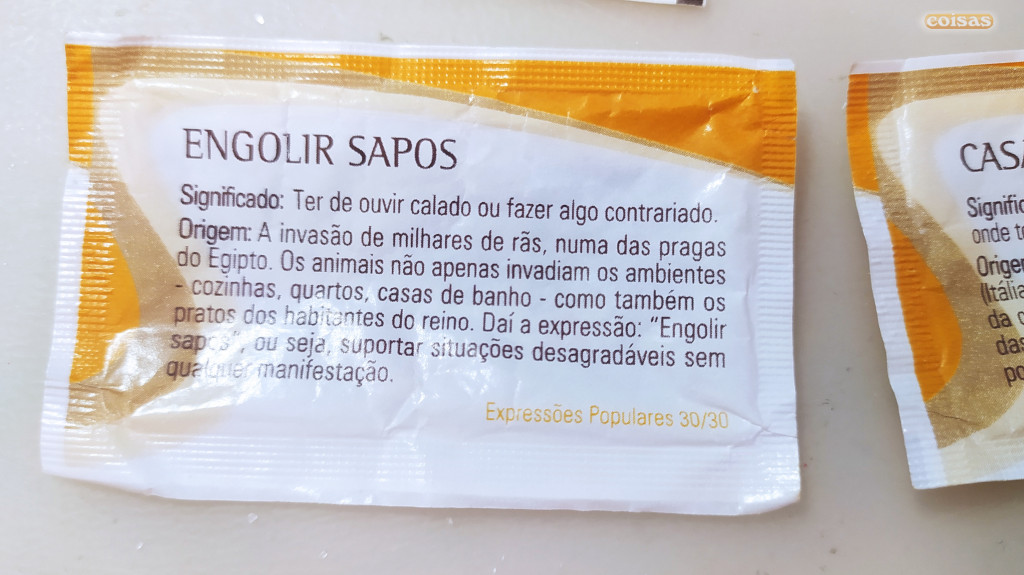 coisas
ENGOLIR SAPOS
Significado: Ter de ouvir calado ou fazer algo contrariado.
Origem: A invasão de milhares de rãs, numa das pragas
do Egipto. Os animais não apenas invadiam os ambientes
- cozinhas, quartos, casas de banho - como também os
pratos dos habitantes do reino. Daí a expressão: "Engolir
sapos", ou seja, suportar situações desagradáveis sem
qualquer manifestação.
Expressões Populares 30/30
CAS
Signific
onde te
Orige
(Itália
da c
das
po